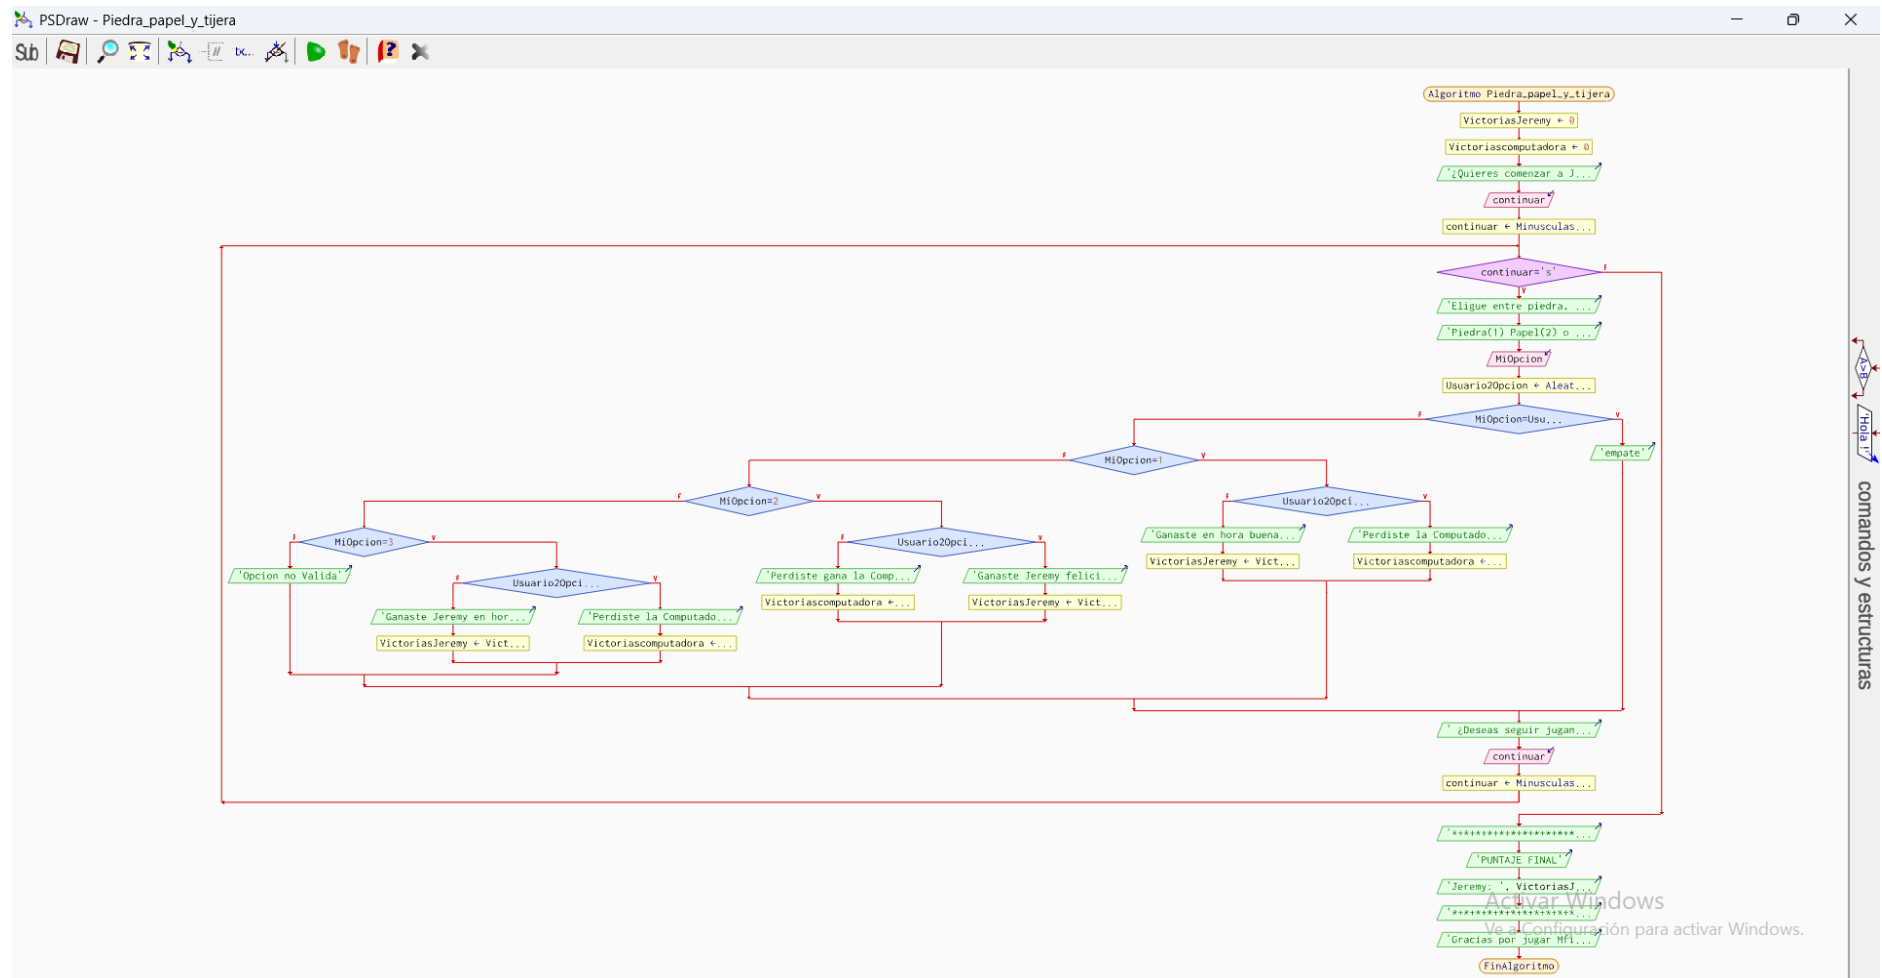 PSDraw - Piedra_papel_y_tijera
Sub
tx...
Algoritmo Piedra_papel_y_tijera
VictoriasJeremy ← 0
Victoriascomputadora ← 0
'¿Quieres comenzar a J...
continuar
continuar ← Minusculas...
continuar='s'
F
V
'Eligue entre piedra, ...
'Piedra(1) Papel(2) o ...
MiOpcion
Usuario2Opcion ← Aleat...
F
MiOpcion=Usu...
V
'empate'
F
MiOpcion=1
V
F
MiOpcion=2
V
F
Usuario2Opci...
V
F
MiOpcion=3
V
F
Usuario2Opci...
V
'Ganaste en hora buena...
'Perdiste la Computado...
VictoriasJeremy ← Vict...
Victoriascomputadora ←...
'Opcion no Valida'
F
Usuario2Opci...
V
'Perdiste gana la Comp...
'Ganaste Jeremy felici...
Victoriascomputadora ←...
VictoriasJeremy ← Vict...
'Ganaste Jeremy en hor...
'Perdiste la Computado...
VictoriasJeremy ← Vict...
Victoriascomputadora ←...
' ¿Deseas seguir jugan...
continuar
continuar ← Minusculas...
'PUNTAJE FINAL'
'Jeremy: ', VictoriasJ...
'Gracias por jugar
FinAlgoritmo
A>B
'Hola !'
comandos y estructuras
Activar Windows
Ve a Configuración para activar Windows.